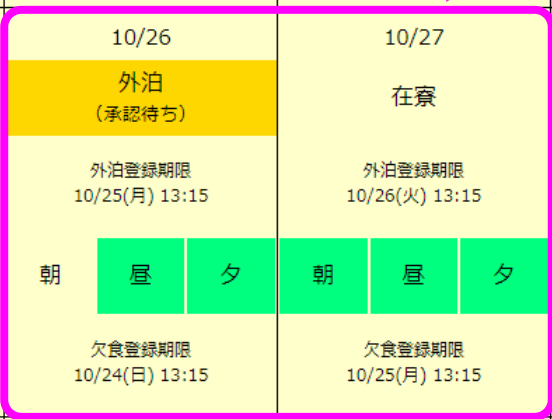 10/26
外泊
（承認待ち）
外泊登録期限
10/25(月) 13:15
朝 昼 夕
欠食登録期限
10/24(日) 13:15
10/27
在寮
外泊登録期限
10/26(火) 13:15
朝 昼 夕
欠食登録期限
10/25(月) 13:15